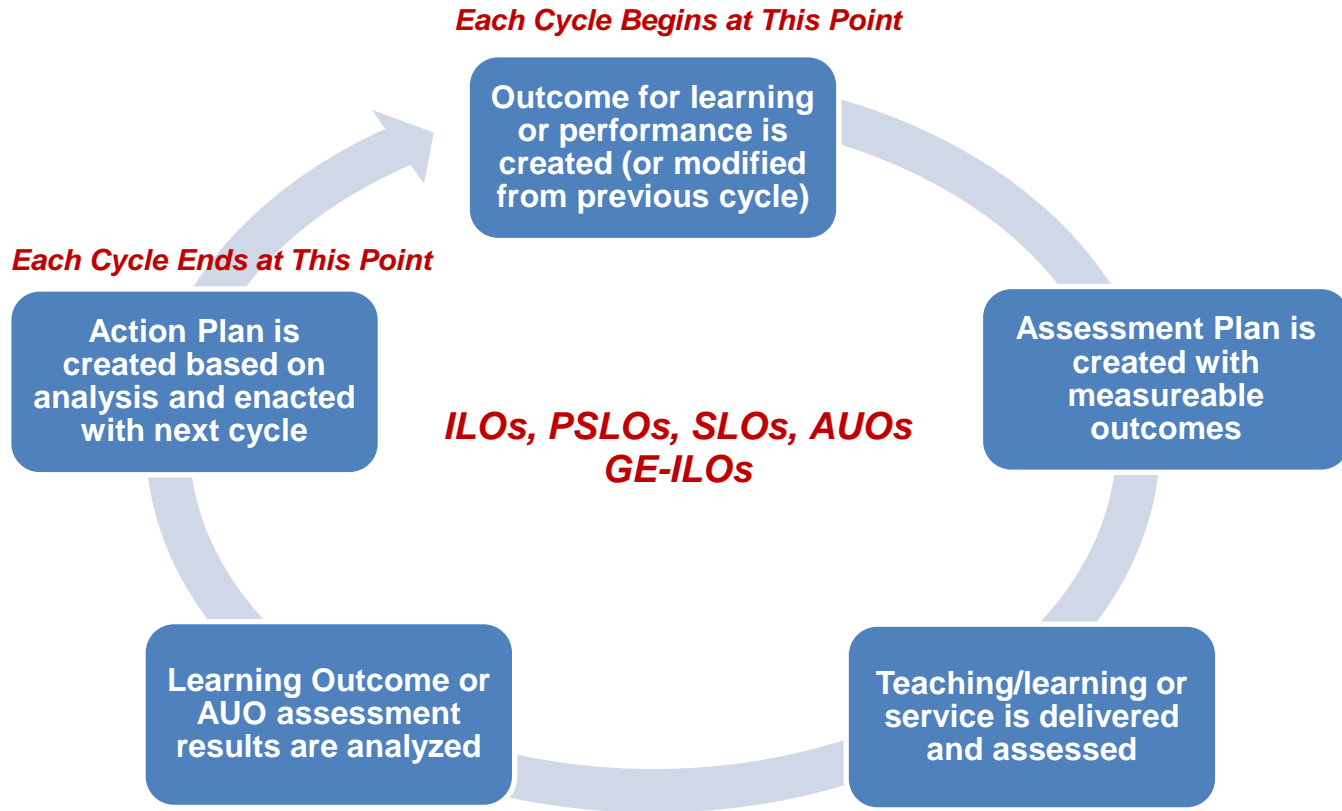 Each Cycle Begins at This Point
Outcome for learning
or performance is
created (or modified
from previous cycle)
Assessment Plan is
created with
measureable
outcomes
Teaching/learning or
service is delivered
and assessed
Learning Outcome or
AUO assessment
results are analyzed
Each Cycle Ends at This Point
Action Plan is
created based on
analysis and enacted
with next cycle
ILOs, PSLOs, SLOs, AUOs
GE-ILOs